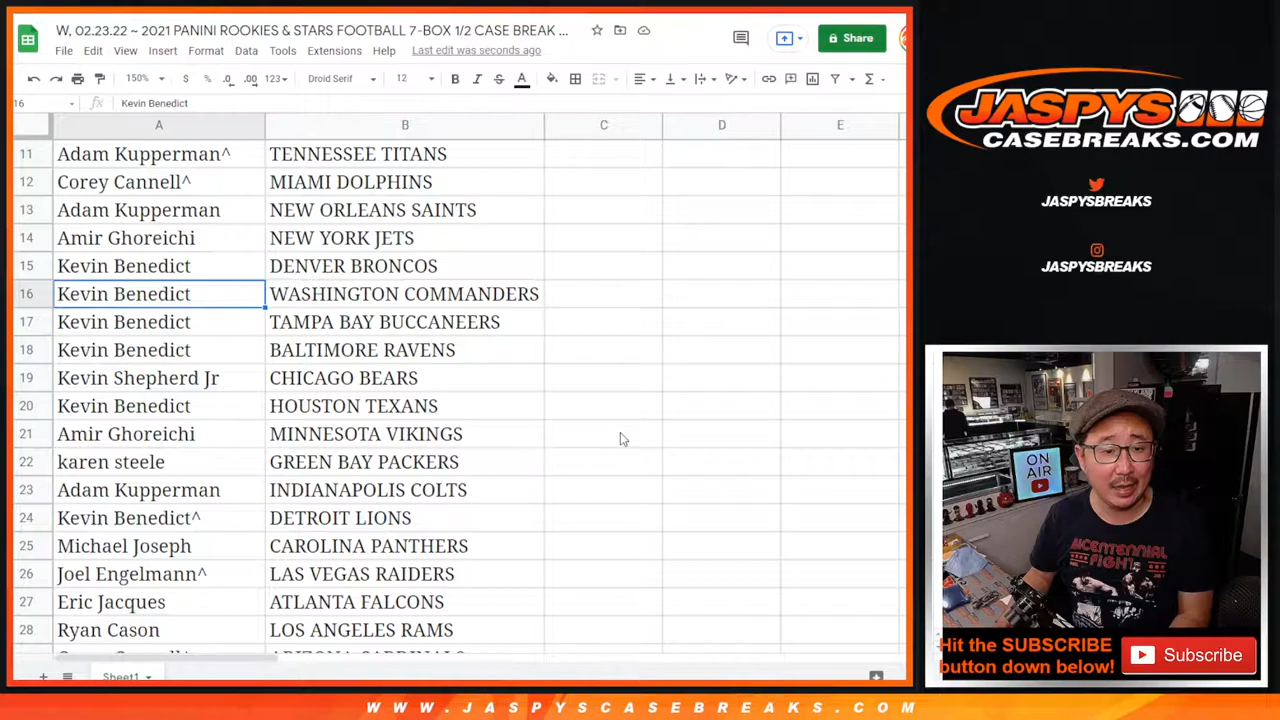 W, 02.23.22 ~ 2021 PANINI ROOKIES & STARS FOOTBALL 7-BOX 1/2 CASE BREAK ...
File Edit View Insert Format Data Tools Extensions Help Last edit was seconds ago
Share
150% $ % .0 .00 123 Droid Serif 12 B I S A
16 fx Kevin Benedict
A B C D E
11 Adam Kupperman^ TENNESSEE TITANS
12 Corey Cannell^ MIAMI DOLPHINS
13 Adam Kupperman NEW ORLEANS SAINTS
14 Amir Ghoreichi NEW YORK JETS
15 Kevin Benedict DENVER BRONCOS
16 Kevin Benedict WASHINGTON COMMANDERS
17 Kevin Benedict TAMPA BAY BUCCANEERS
18 Kevin Benedict BALTIMORE RAVENS
19 Kevin Shepherd Jr CHICAGO BEARS
20 Kevin Benedict HOUSTON TEXANS
21 Amir Ghoreichi MINNESOTA VIKINGS
22 karen steele GREEN BAY PACKERS
23 Adam Kupperman INDIANAPOLIS COLTS
24 Kevin Benedict^ DETROIT LIONS
25 Michael Joseph CAROLINA PANTHERS
26 Joel Engelmann^ LAS VEGAS RAIDERS
27 Eric Jacques ATLANTA FALCONS
28 Ryan Cason LOS ANGELES RAMS
Sheet1
JASPYS
CASEBREAKS.COM
JASPYSBREAKS
JASPYSBREAKS
ON
AIR
BICENTENNIAL
FIGHT
Hit the SUBSCRIBE
button down below!
Subscribe
WWW.JASPYSCASEBREAKS.COM